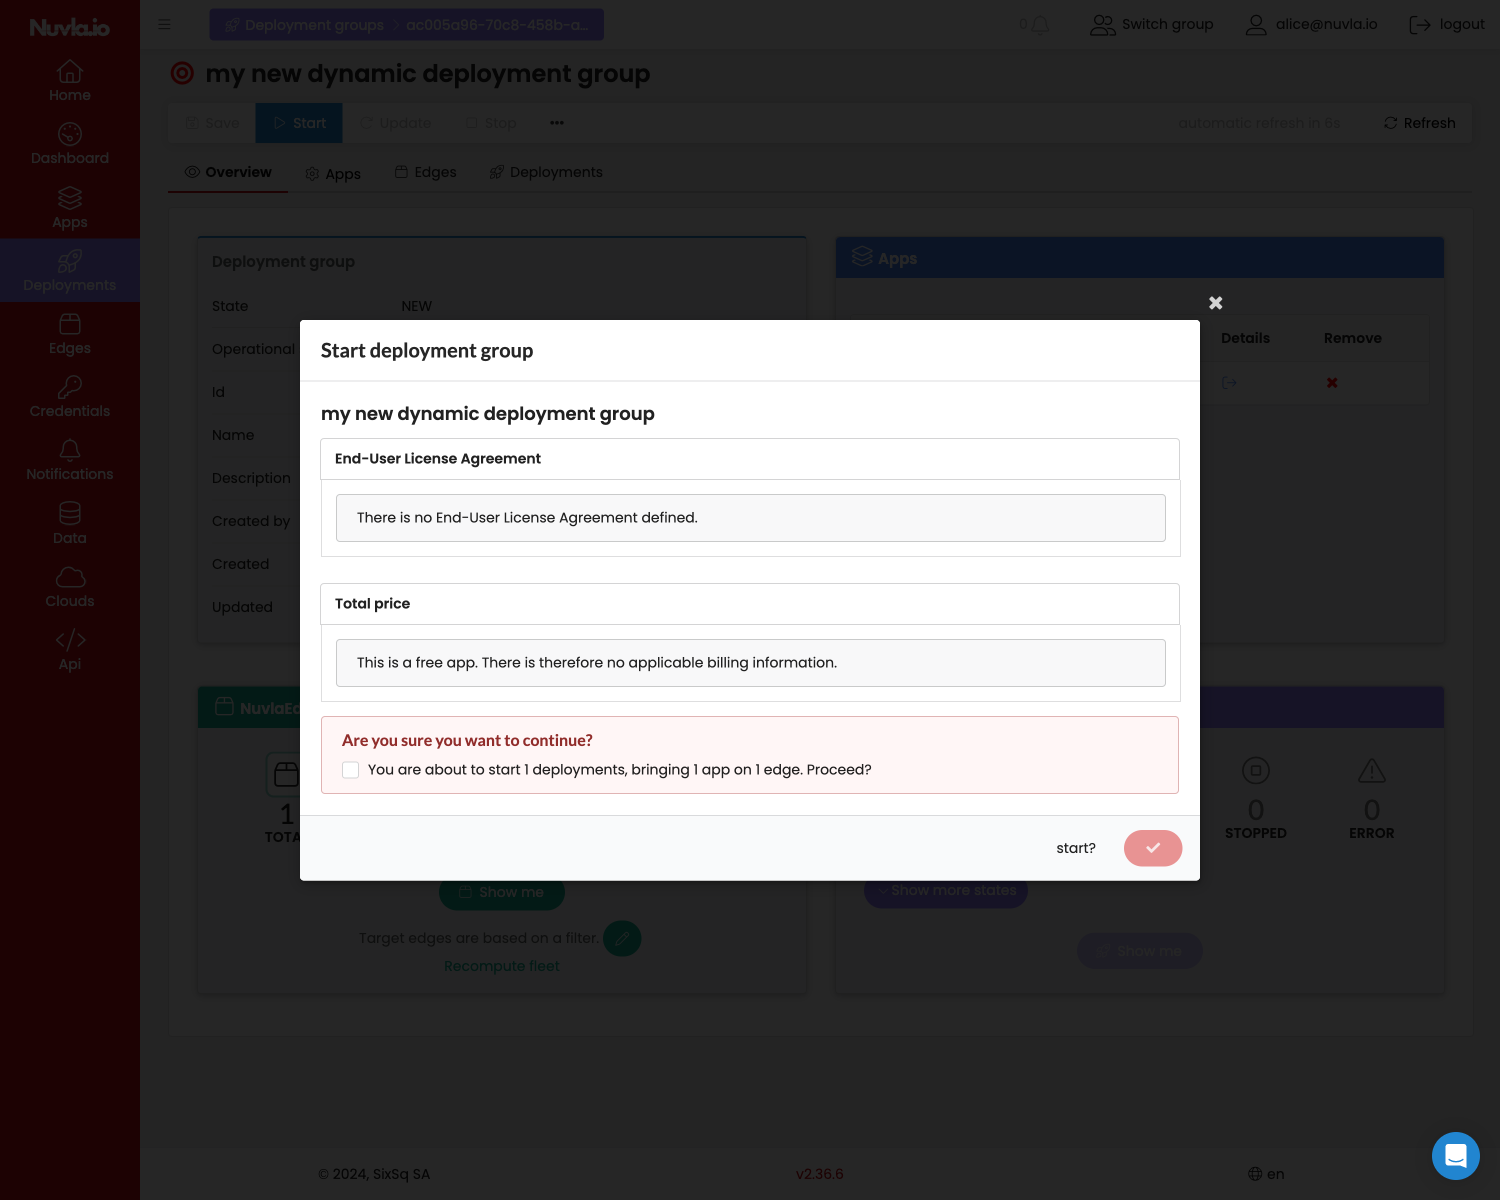 Nuvla.io
Deployment groups
ac005a96-70c8-458b-a...
0
Switch group
alice@nuvla.io
logout
Home
Dashboard
Apps
Deployments
Edges
Credentials
Notifications
Data
Clouds
Api
my new dynamic deployment group
Save
Start
Update
Stop
automatic refresh in 6s
Refresh
Overview
Apps
Edges
Deployments
Deployment group
State
NEW
Operational
Id
Name
Description
Created by
Created
Updated
Apps
Details
Remove
Start deployment group
my new dynamic deployment group
End-User License Agreement
There is no End-User License Agreement defined.
Total price
This is a free app. There is therefore no applicable billing information.
Are you sure you want to continue?
You are about to start 1 deployments, bringing 1 app on 1 edge. Proceed?
start?
1
0
STOPPED
0
ERROR
Show me
Target edges are based on a filter.
Recompute fleet
Show more states
Show me
© 2024, SixSq SA
v2.36.6
en